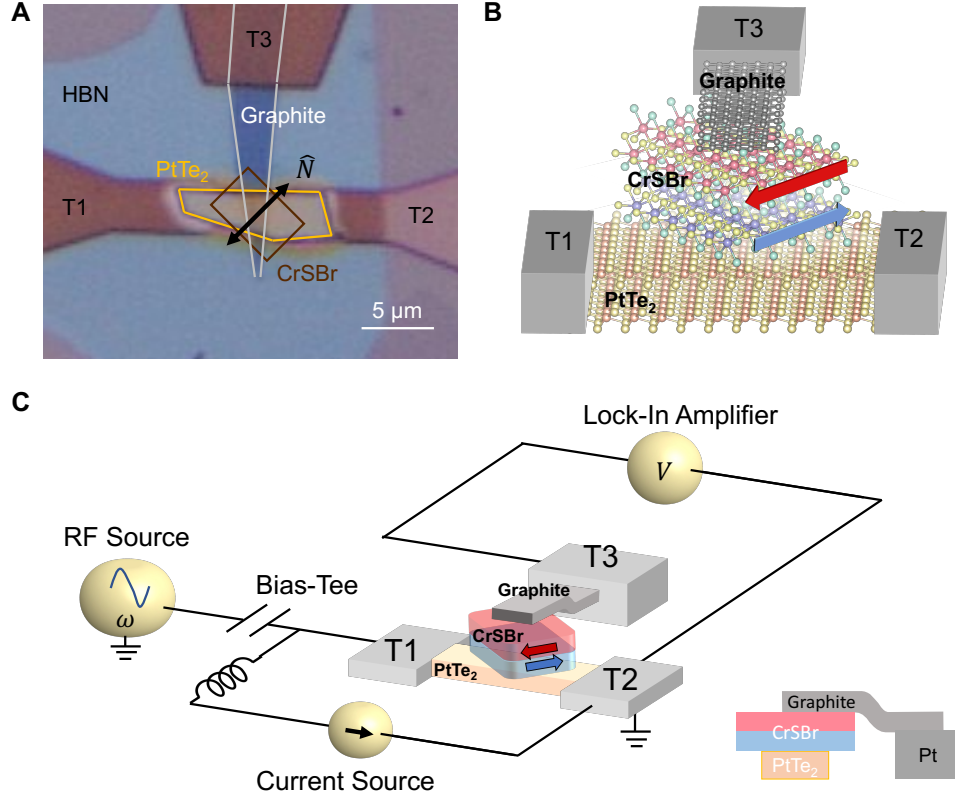 A
T3
HBN
Graphite
PtTe₂
N̂
T1
T2
CrSBr
5 μm
B
T3
Graphite
CrSBr
T1
T2
PtTe₂
C
Lock-In Amplifier
V
RF Source
ω
Bias-Tee
T3
Graphite
CrSBr
T1
PtTe₂
T2
Current Source
Graphite
CrSBr
PtTe₂
Pt